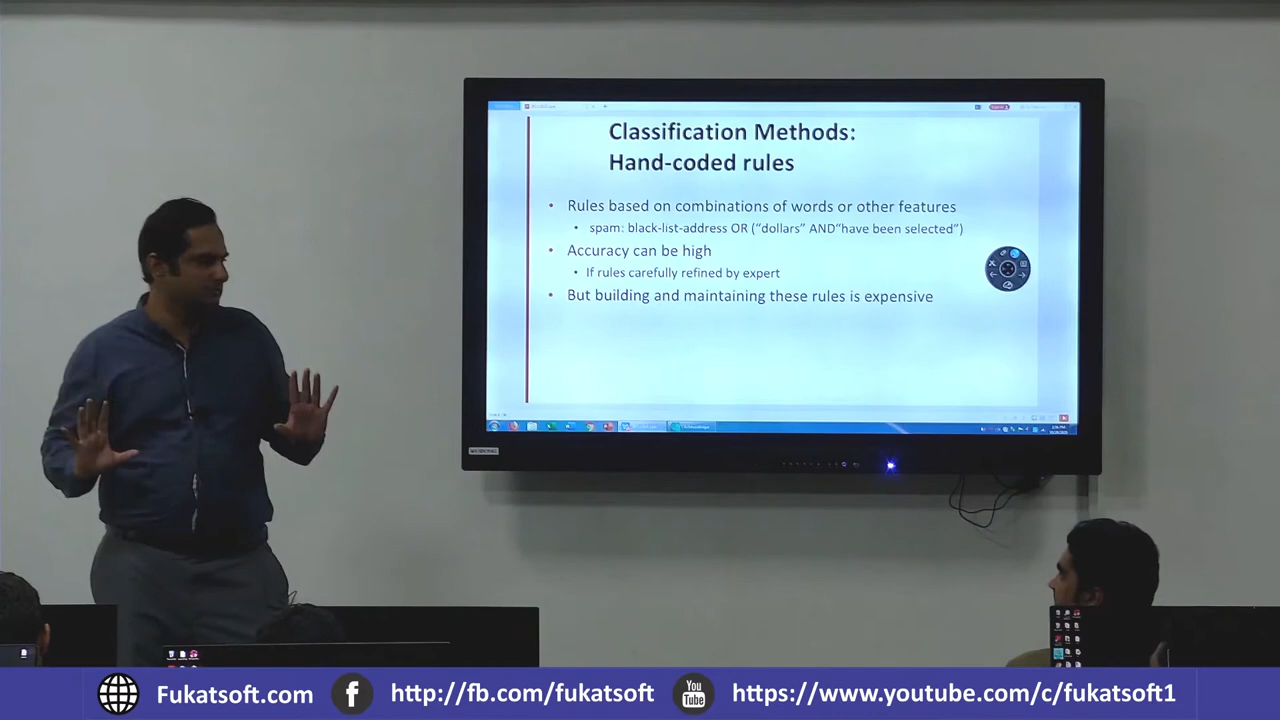 Classification Methods:
Hand-coded rules
• Rules based on combinations of words or other features
• spam: black-list-address OR (“dollars” AND“have been selected”)
• Accuracy can be high
• If rules carefully refined by expert
• But building and maintaining these rules is expensive
Fukatsoft.com
http://fb.com/fukatsoft
You
Tube
https://www.youtube.com/c/fukatsoft1